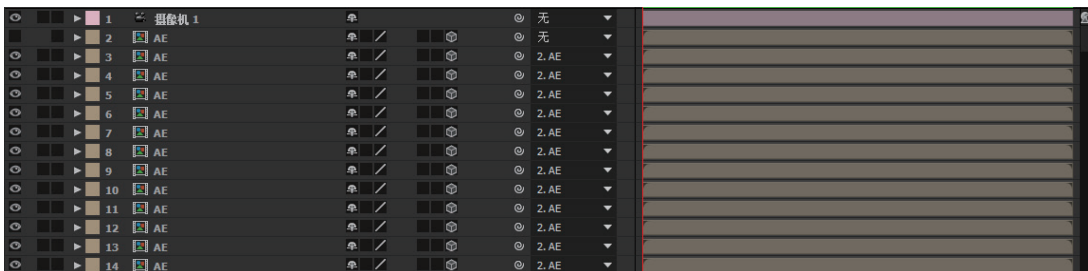 1 摄像机 1 无
2 AE 无
3 AE 2. AE
4 AE 2. AE
5 AE 2. AE
6 AE 2. AE
7 AE 2. AE
8 AE 2. AE
9 AE 2. AE
10 AE 2. AE
11 AE 2. AE
12 AE 2. AE
13 AE 2. AE
14 AE 2. AE